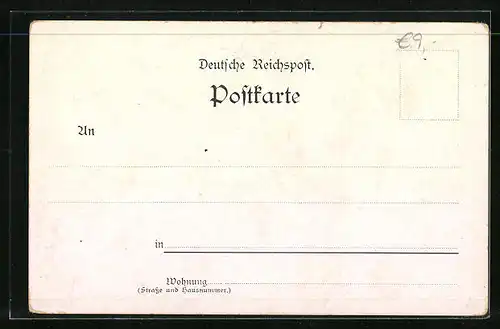 €9,-
Deutſche Reichspoſt.
Poſtkarte
An
in
Wohnung
(Straße und Hausnummer.)